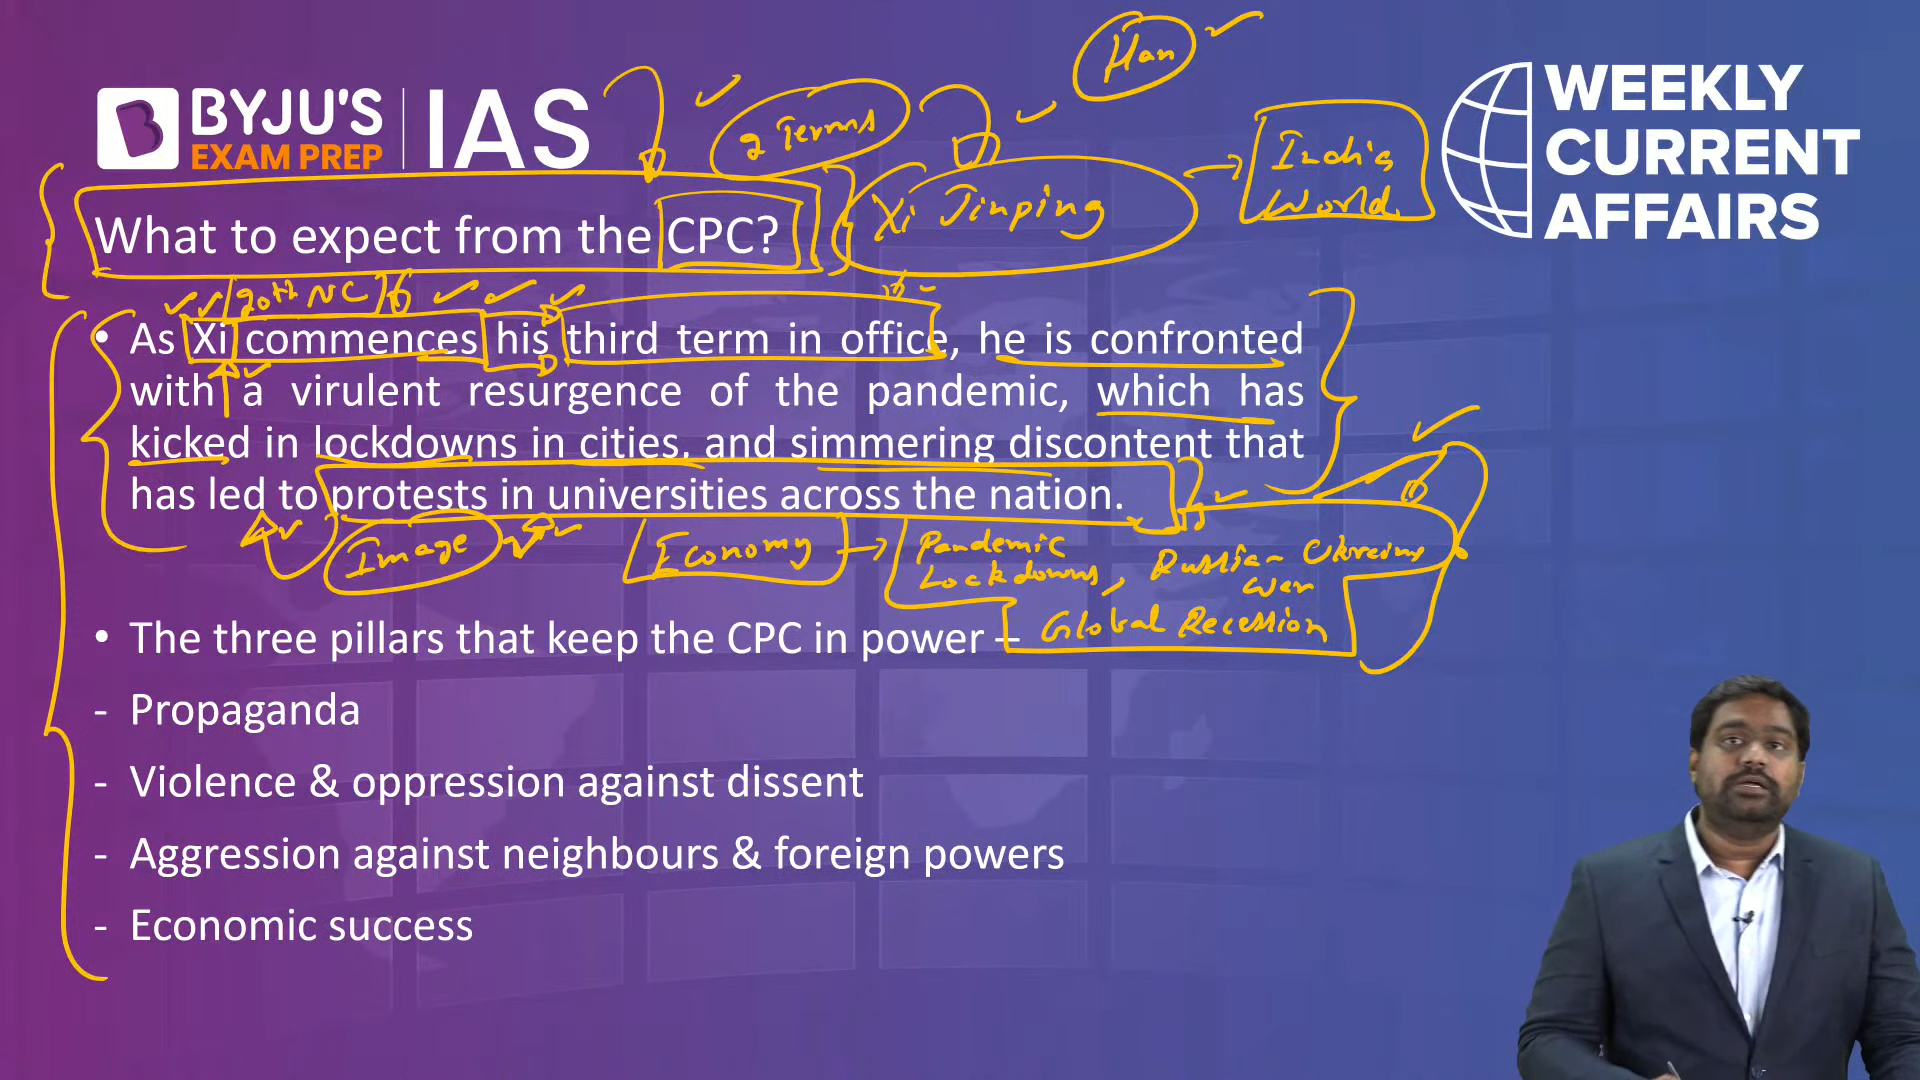 Han
BYJU'S
EXAM PREP
IAS
2 Terms
WEEKLY
CURRENT
AFFAIRS
India's
World
What to expect from the CPC?
Xi Jinping
20th NC
• As Xi commences his third term in office, he is confronted
with a virulent resurgence of the pandemic, which has
kicked in lockdowns in cities, and simmering discontent that
has led to protests in universities across the nation.
Image
Economy
Pandemic
Lockdowns,
Russia-Ukraine
War
Global Recession
• The three pillars that keep the CPC in power –
- Propaganda
- Violence & oppression against dissent
- Aggression against neighbours & foreign powers
- Economic success